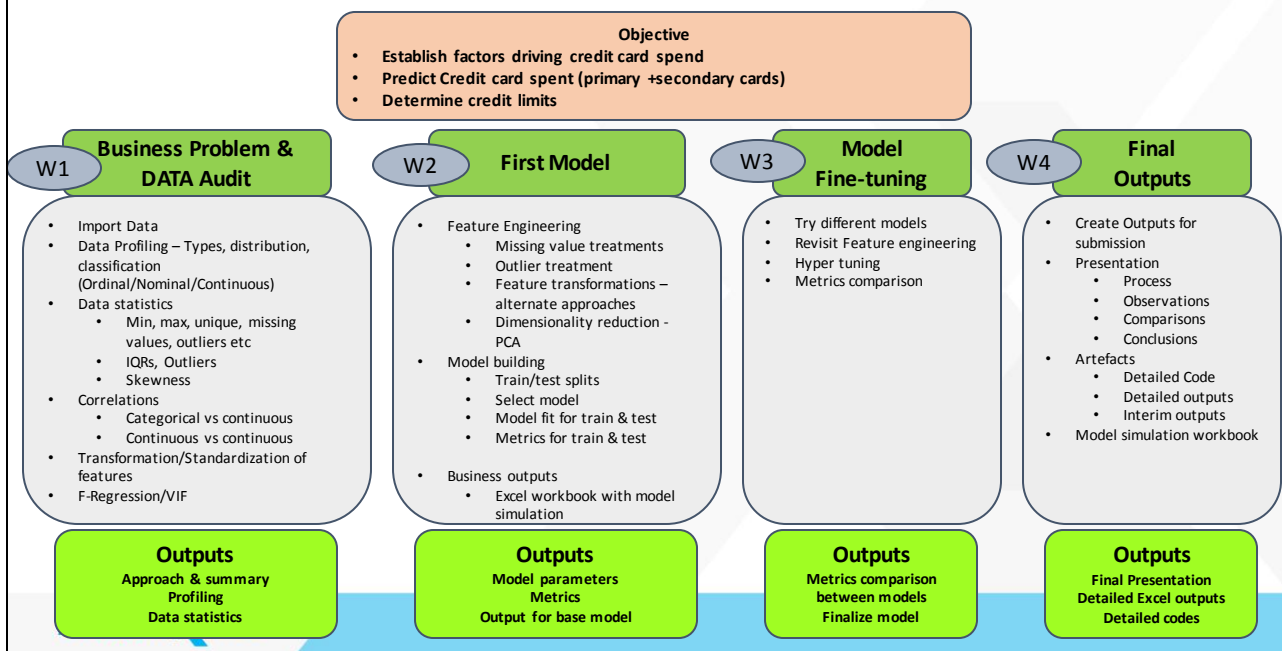 Objective
• Establish factors driving credit card spend
• Predict Credit card spent (primary +secondary cards)
• Determine credit limits
W1
Business Problem &
DATA Audit
• Import Data
• Data Profiling – Types, distribution,
classification
(Ordinal/Nominal/Continuous)
• Data statistics
• Min, max, unique, missing
values, outliers etc
• IQRs, Outliers
• Skewness
• Correlations
• Categorical vs continuous
• Continuous vs continuous
• Transformation/Standardization of
features
• F-Regression/VIF
Outputs
Approach & summary
Profiling
Data statistics
W2
First Model
• Feature Engineering
• Missing value treatments
• Outlier treatment
• Feature transformations –
alternate approaches
• Dimensionality reduction -
PCA
• Model building
• Train/test splits
• Select model
• Model fit for train & test
• Metrics for train & test
• Business outputs
• Excel workbook with model
simulation
Outputs
Model parameters
Metrics
Output for base model
W3
Model
Fine-tuning
• Try different models
• Revisit Feature engineering
• Hyper tuning
• Metrics comparison
Outputs
Metrics comparison
between models
Finalize model
W4
Final
Outputs
• Create Outputs for
submission
• Presentation
• Process
• Observations
• Comparisons
• Conclusions
• Artefacts
• Detailed Code
• Detailed outputs
• Interim outputs
• Model simulation workbook
Outputs
Final Presentation
Detailed Excel outputs
Detailed codes